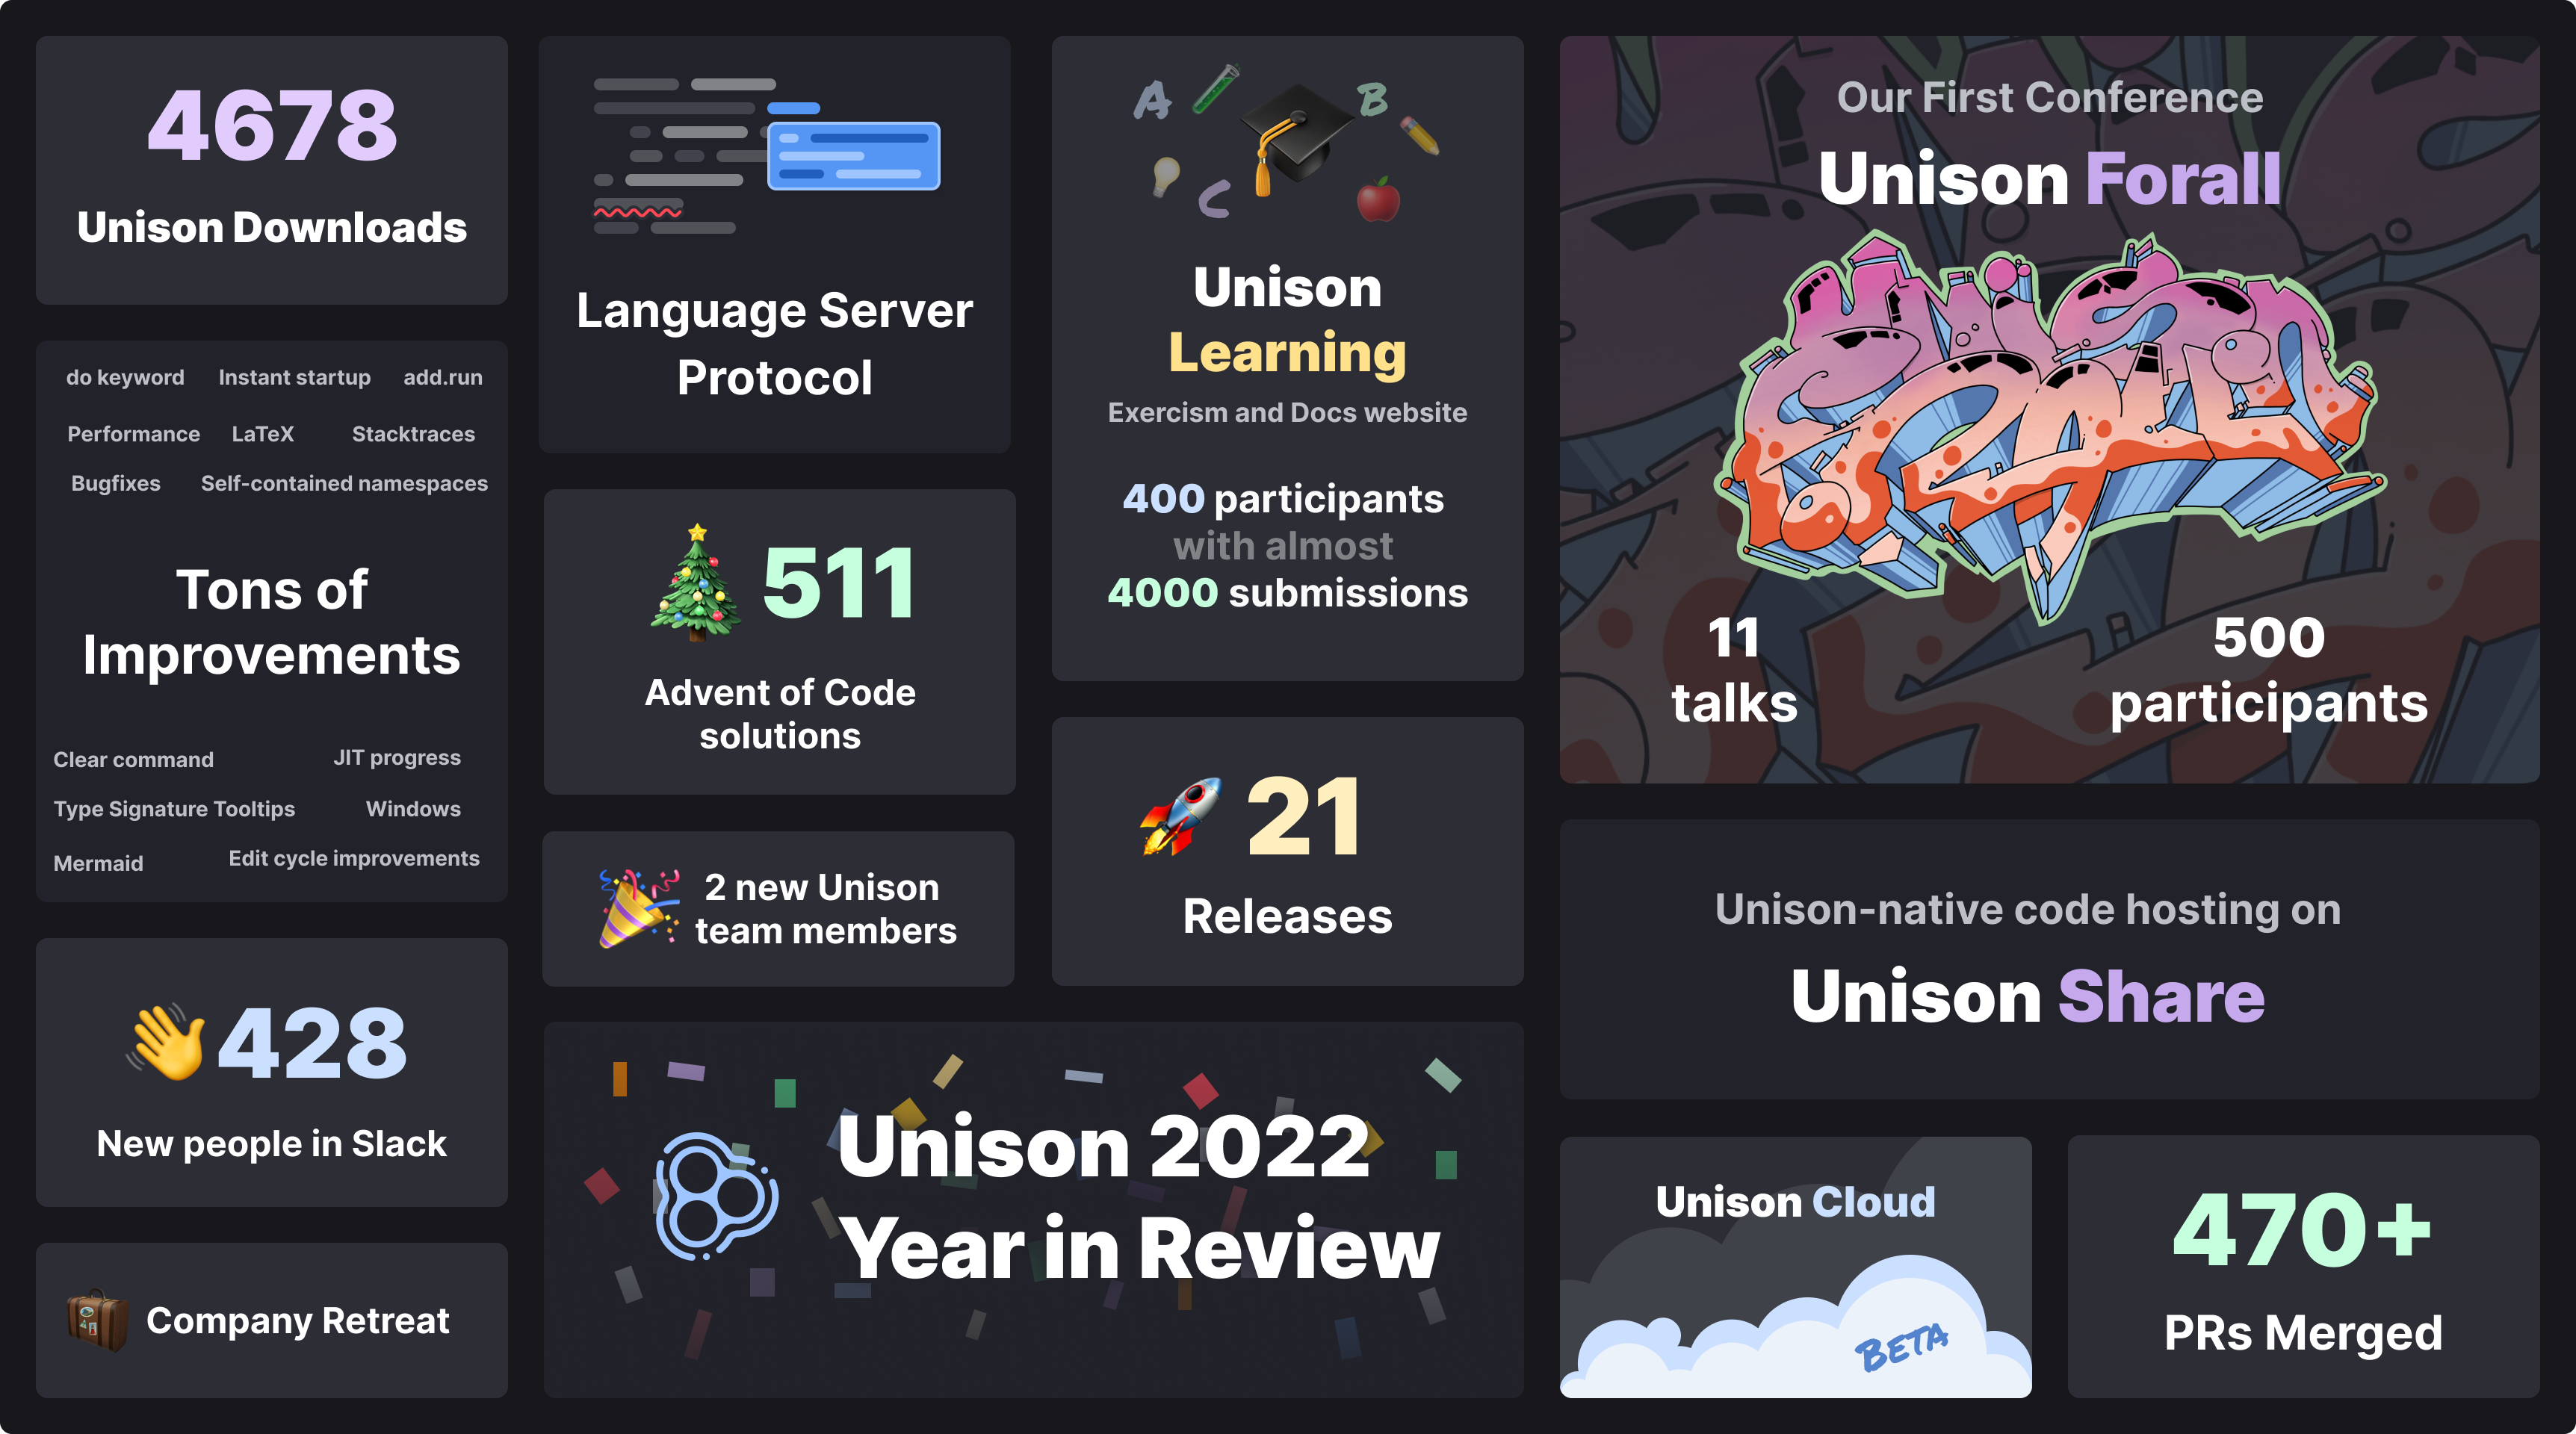 4678
Unison Downloads
do keyword Instant startup add.run
Performance LaTeX Stacktraces
Bugfixes Self-contained namespaces
Tons of
Improvements
Clear command JIT progress
Type Signature Tooltips Windows
Mermaid Edit cycle improvements
428
New people in Slack
Company Retreat
Language Server
Protocol
511
Advent of Code
solutions
2 new Unison
team members
A B
C
Unison
Learning
Exercism and Docs website
400 participants
with almost
4000 submissions
21
Releases
Unison 2022
Year in Review
Our First Conference
Unison Forall
UNISON
FORALL
11
talks
500
participants
Unison-native code hosting on
Unison Share
Unison Cloud
BETA
470+
PRs Merged